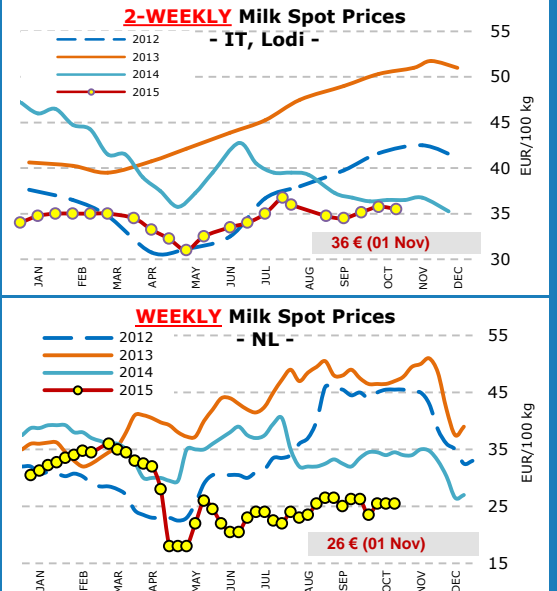 2-WEEKLY Milk Spot Prices
- IT, Lodi -
2012
2013
2014
2015
55
50
45
40
35
30
EUR/100 kg
36 € (01 Nov)
JAN FEB MAR APR MAY JUN JUL AUG SEP OCT NOV DEC
WEEKLY Milk Spot Prices
- NL -
2012
2013
2014
2015
55
45
35
25
15
EUR/100 kg
26 € (01 Nov)
JAN FEB MAR APR MAY JUN JUL AUG SEP OCT NOV DEC